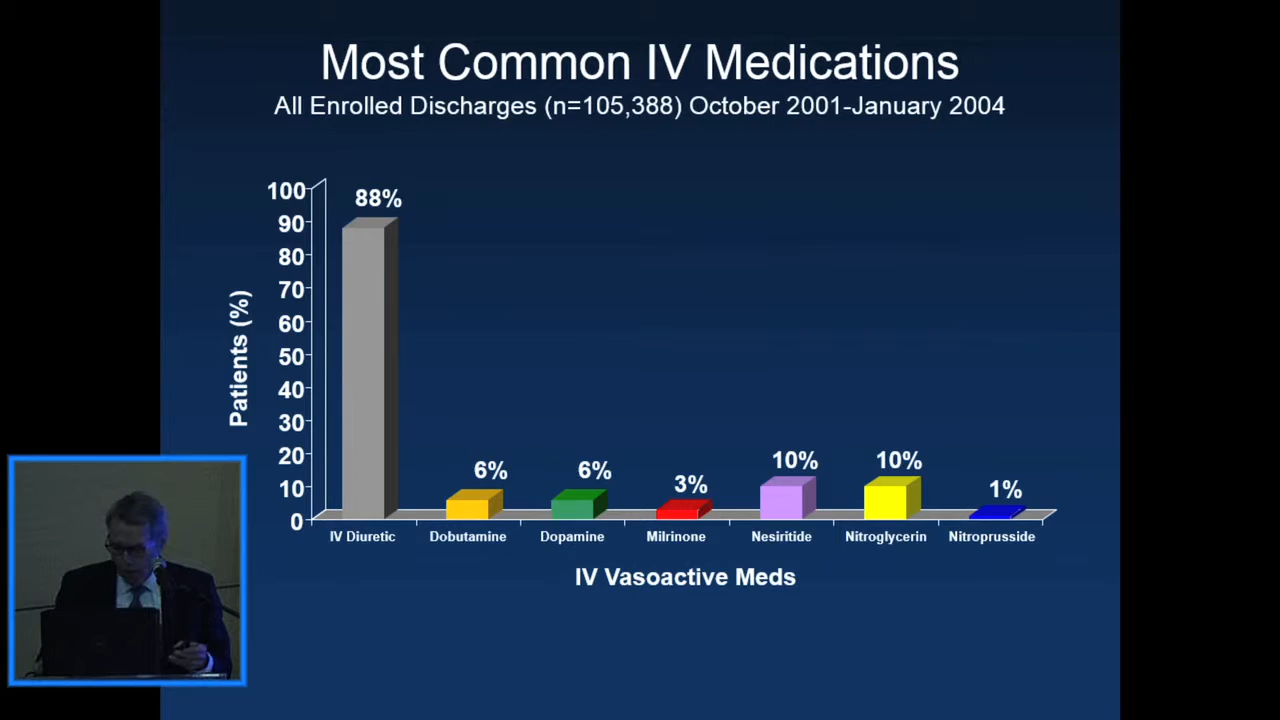 Most Common IV Medications
All Enrolled Discharges (n=105,388) October 2001-January 2004
Patients (%)
100
90
80
70
60
50
40
30
20
10
0
88%
6%
6%
3%
10%
10%
1%
IV Diuretic
Dobutamine
Dopamine
Milrinone
Nesiritide
Nitroglycerin
Nitroprusside
IV Vasoactive Meds